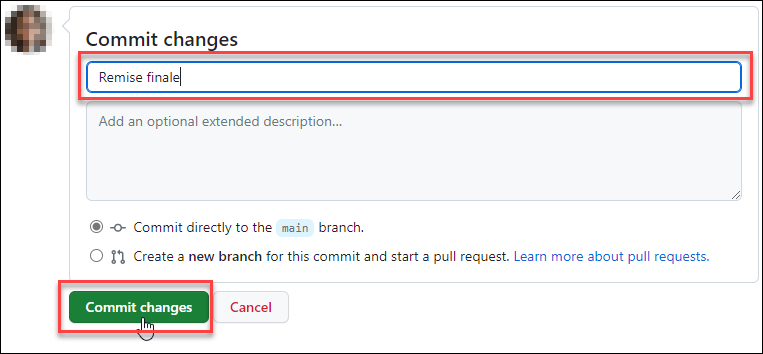 Commit changes
Remise finale
Add an optional extended description...
Commit directly to the main branch.
Create a new branch for this commit and start a pull request. Learn more about pull requests.
Commit changes
Cancel